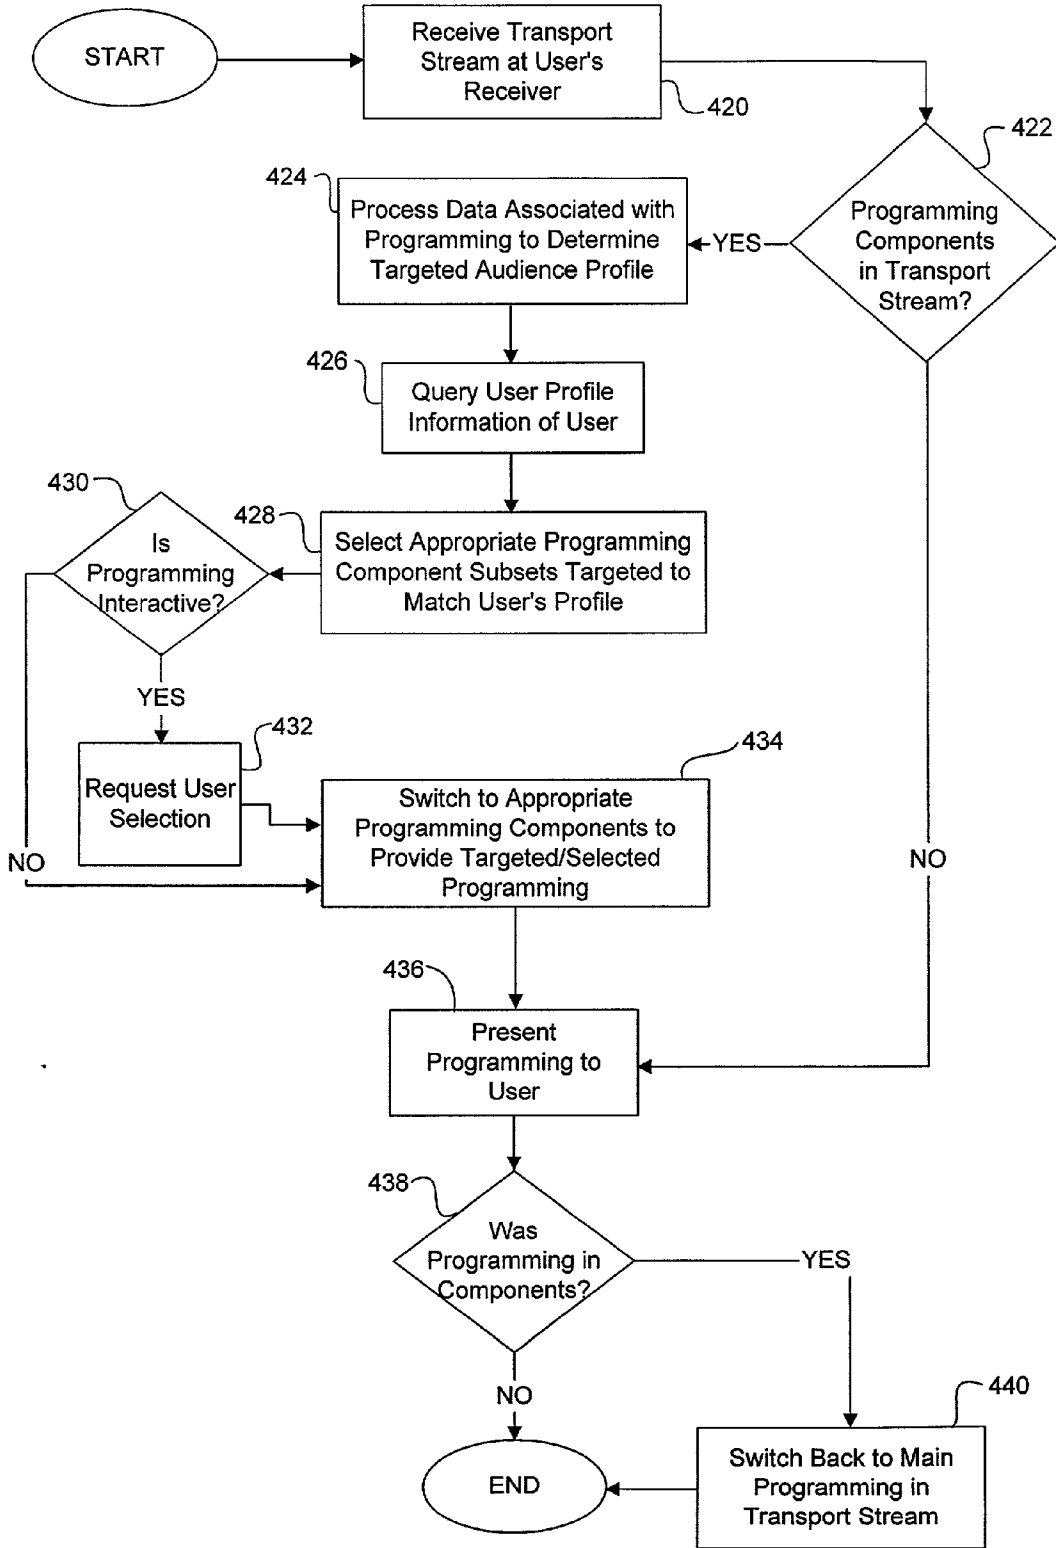 START
Receive Transport
Stream at User's
Receiver
420
422
Programming
Components
in Transport
Stream?
YES
424
Process Data Associated with
Programming to Determine
Targeted Audience Profile
426
Query User Profile
Information of User
428
Select Appropriate Programming
Component Subsets Targeted to
Match User's Profile
430
Is
Programming
Interactive?
YES
NO
432
Request User
Selection
434
Switch to Appropriate
Programming Components to
Provide Targeted/Selected
Programming
NO
436
Present
Programming to
User
438
Was
Programming in
Components?
YES
NO
440
Switch Back to Main
Programming in
Transport Stream
END